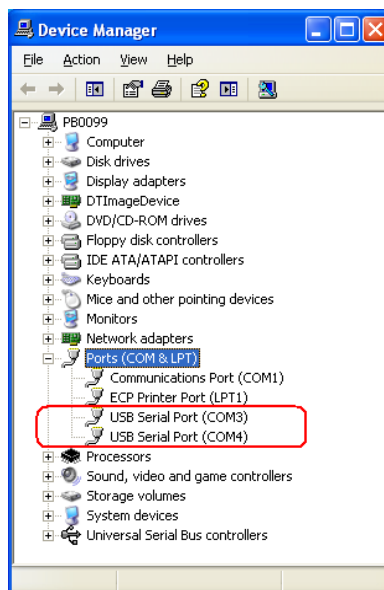 Device Manager
File Action View Help
PB0099
Computer
Disk drives
Display adapters
DTImageDevice
DVD/CD-ROM drives
Floppy disk controllers
IDE ATA/ATAPI controllers
Keyboards
Mice and other pointing devices
Monitors
Network adapters
Ports (COM & LPT)
Communications Port (COM1)
ECP Printer Port (LPT1)
USB Serial Port (COM3)
USB Serial Port (COM4)
Processors
Sound, video and game controllers
Storage volumes
System devices
Universal Serial Bus controllers